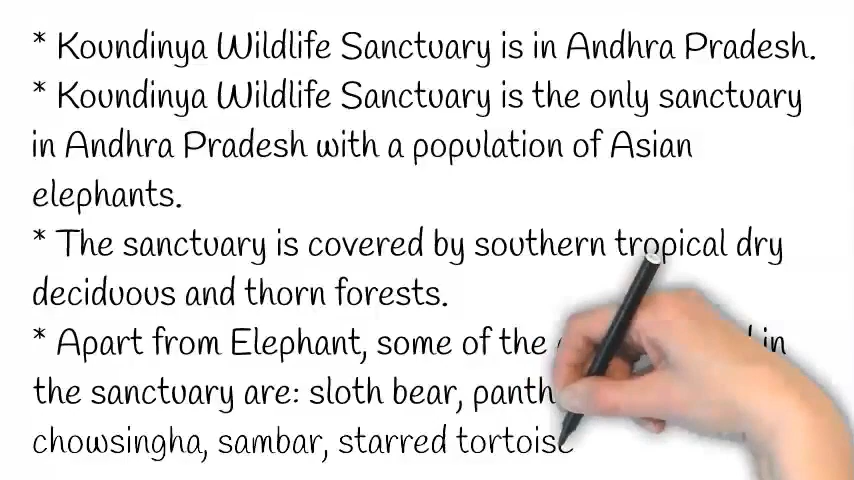 * Koundinya Wildlife Sanctuary is in Andhra Pradesh.
* Koundinya Wildlife Sanctuary is the only sanctuary
in Andhra Pradesh with a population of Asian
elephants.
* The sanctuary is covered by southern tropical dry
deciduous and thorn forests.
* Apart from Elephant, some of the in
the sanctuary are: sloth bear,
chowsingha, sambar, starred tortoise